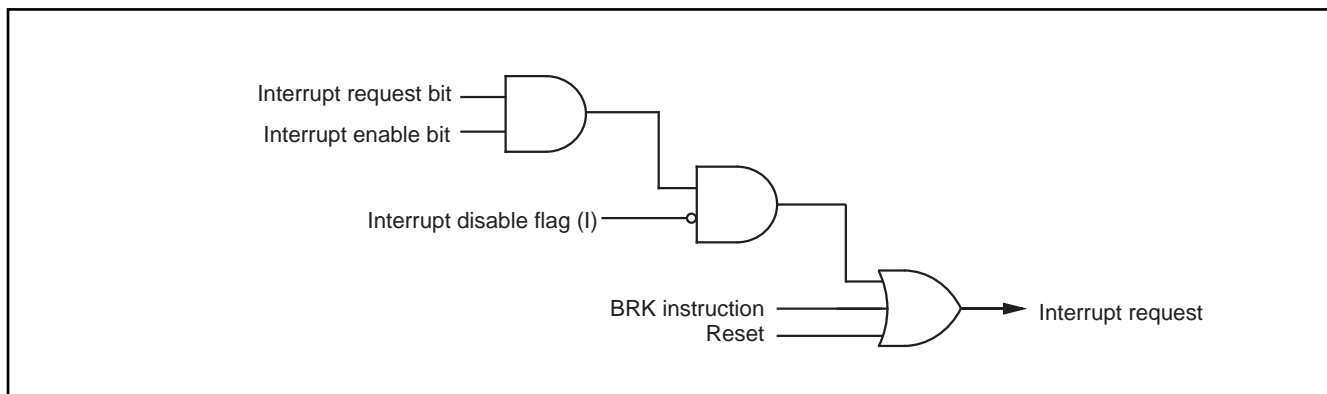 Interrupt request bit
Interrupt enable bit
Interrupt disable flag (I)
BRK instruction
Reset
Interrupt request